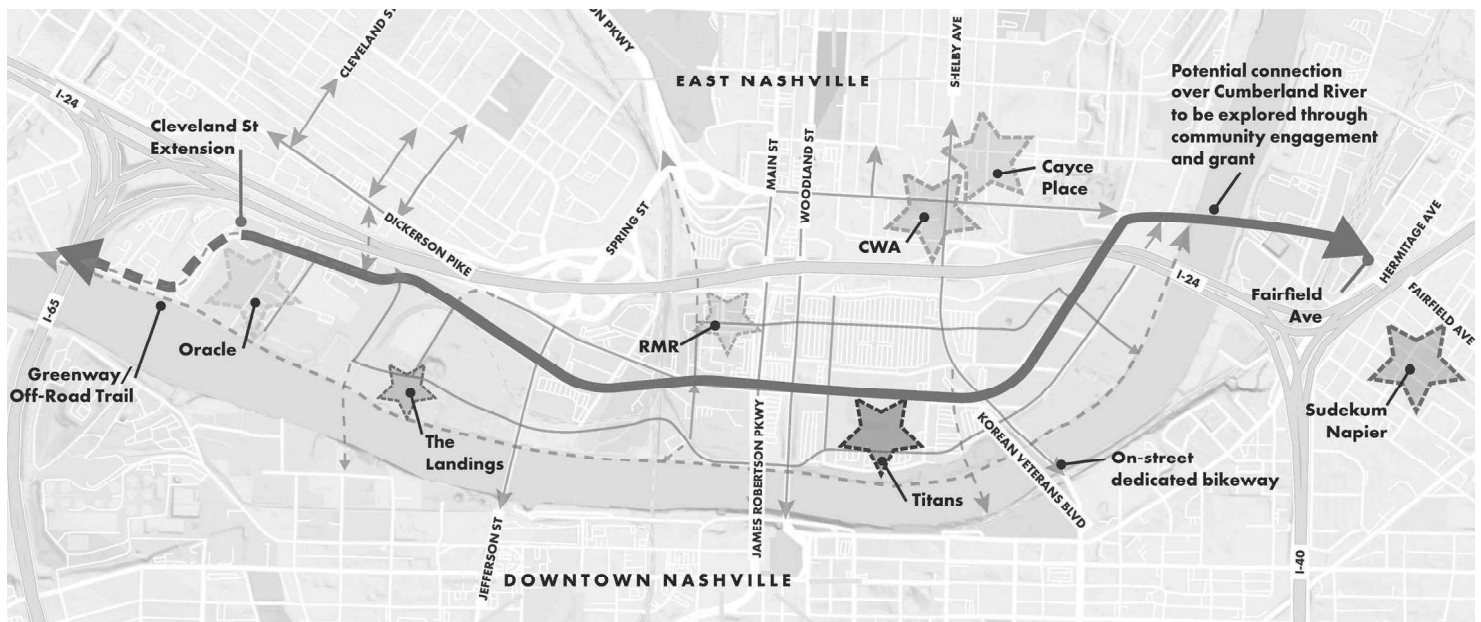 CLEVELAND S
ON PKWY
SHELBY AVE
EAST NASHVILLE
Potential connection
over Cumberland River
to be explored through
community engagement
and grant
I-24
Cleveland St
Extension
MAIN ST
WOODLAND ST
Cayce
Place
DICKERSON PIKE
SPRING ST
CWA
HERMITAGE AVE
I-24
Fairfield
Ave
FAIRFIELD AVE
I-65
Oracle
RMR
Greenway/
Off-Road Trail
The
Landings
Sudekum
Napier
KOREAN VETERANS BLVD
On-street
dedicated bikeway
Titans
JAMES ROBERTSON PKWY
JEFFERSON ST
DOWNTOWN NASHVILLE
I-40